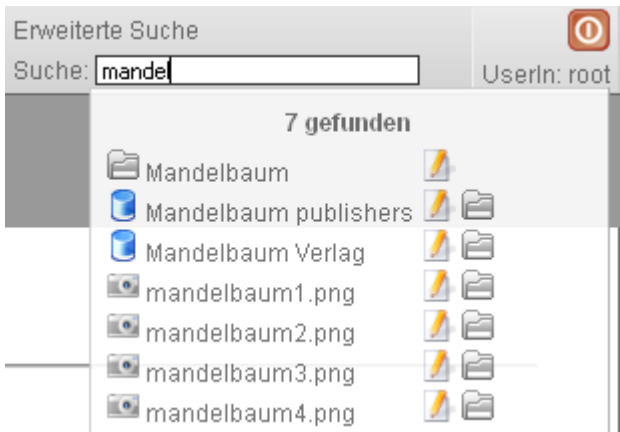 Erweiterte Suche
Suche: mandel
UserIn: root
7 gefunden
Mandelbaum
Mandelbaum publishers
Mandelbaum Verlag
mandelbaum1.png
mandelbaum2.png
mandelbaum3.png
mandelbaum4.png